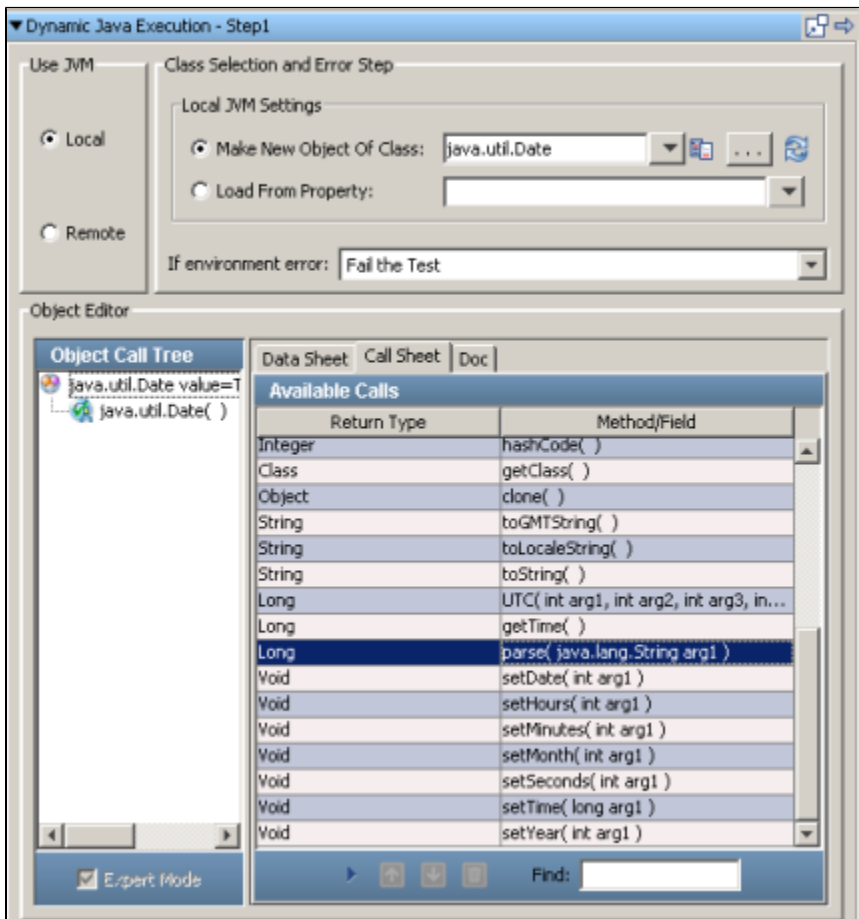 Dynamic Java Execution - Step1
Use JVM
Class Selection and Error Step
Local JVM Settings
Local
Make New Object Of Class: java.util.Date ...
Load From Property:
Remote
If environment error: Fail the Test
Object Editor
Object Call Tree
java.util.Date value=T
java.util.Date( )
Data Sheet Call Sheet Doc
Available Calls
Return Type Method/Field
Integer hashCode( )
Class getClass( )
Object clone( )
String toGMTString( )
String toLocaleString( )
String toString( )
Long UTC( int arg1, int arg2, int arg3, in...
Long getTime( )
Long parse( java.lang.String arg1 )
Void setDate( int arg1 )
Void setHours( int arg1 )
Void setMinutes( int arg1 )
Void setMonth( int arg1 )
Void setSeconds( int arg1 )
Void setTime( long arg1 )
Void setYear( int arg1 )
Expert Mode
Find: